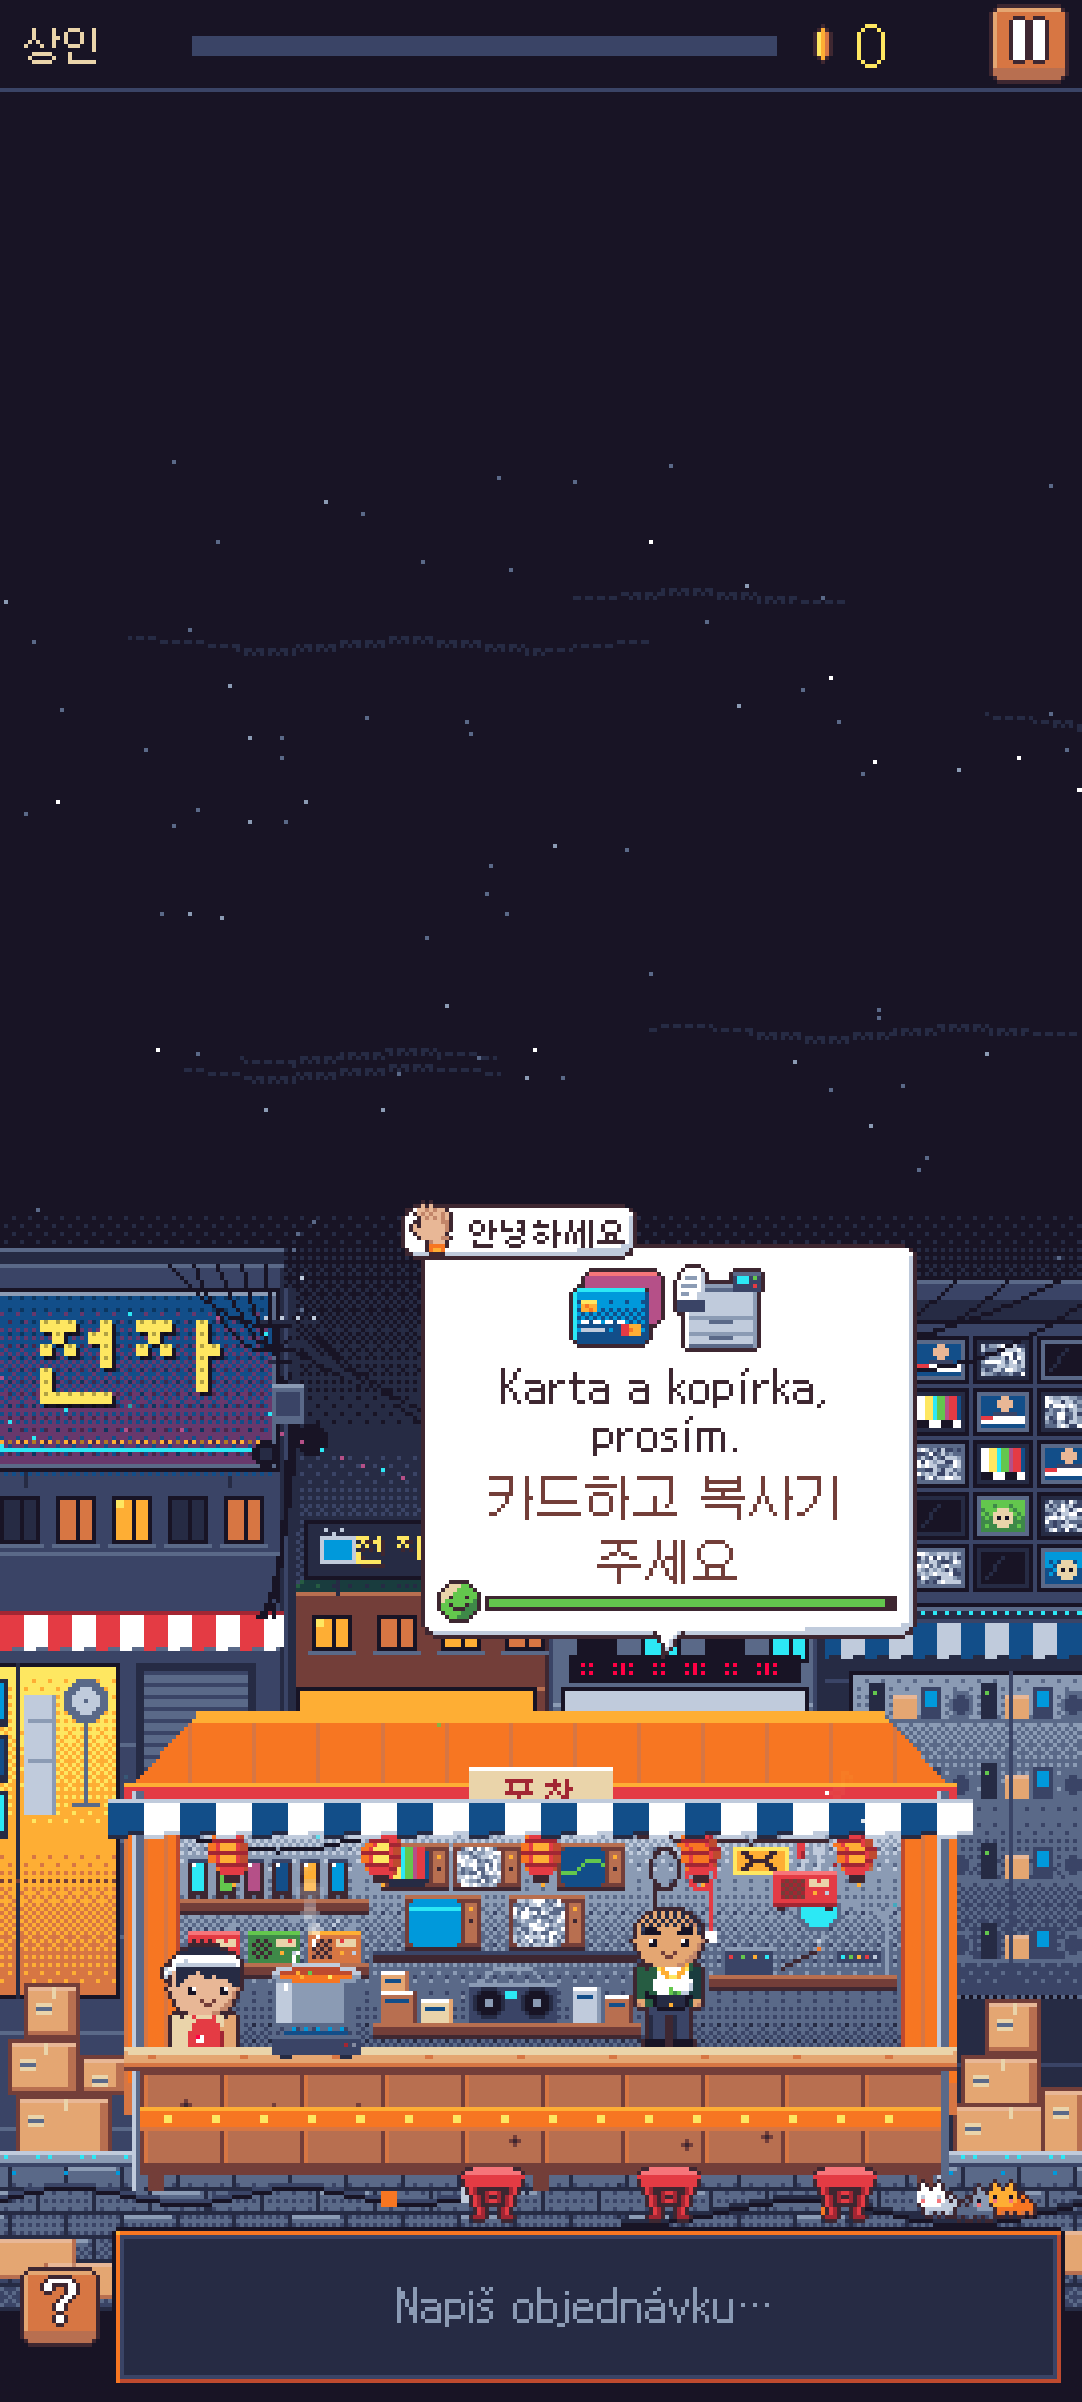 상인
0
안녕하세요
Karta a kopírka,
prosím.
카드하고 복사기
주세요
전자
전
포차
?
Napiš objednávku...